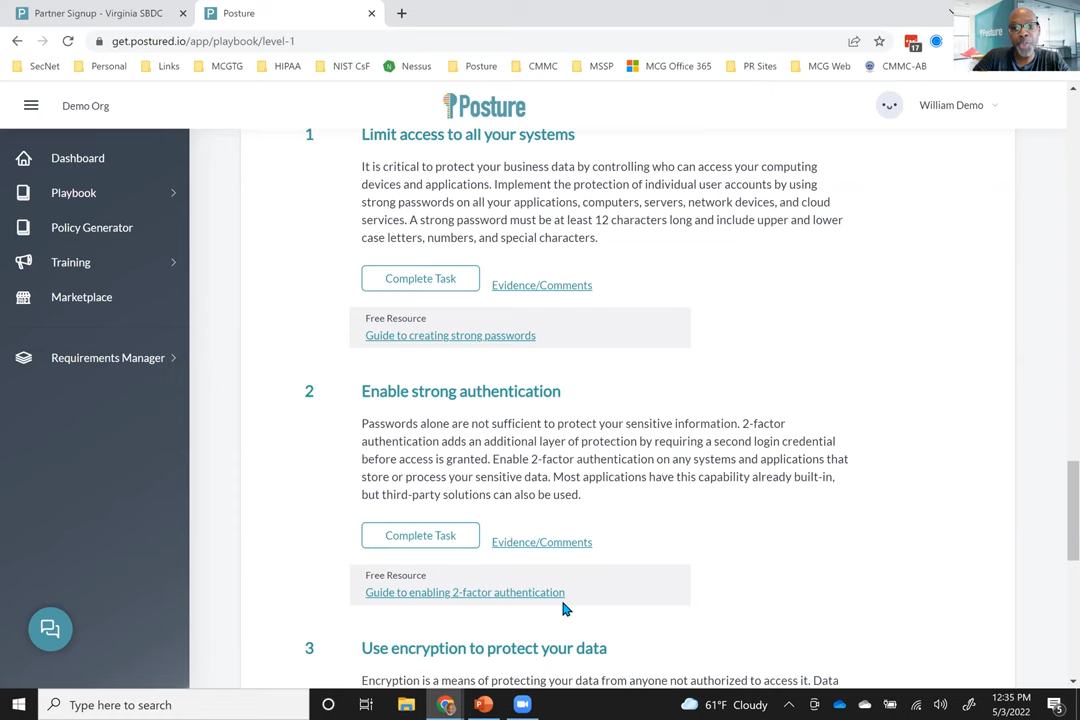 Partner Signup - Virginia SBDC
Posture
get.postured.io/app/playbook/level-1
17
SecNet
Personal
Links
MCGTG
HIPAA
NIST CsF
Nessus
Posture
CMMC
MSSP
MCG Office 365
PR Sites
MCG Web
CMMC-AB
Demo Org
Posture
William Demo
Dashboard
Playbook
Policy Generator
Training
Marketplace
Requirements Manager
1 Limit access to all your systems
It is critical to protect your business data by controlling who can access your computing
devices and applications. Implement the protection of individual user accounts by using
strong passwords on all your applications, computers, servers, network devices, and cloud
services. A strong password must be at least 12 characters long and include upper and lower
case letters, numbers, and special characters.
Complete Task
Evidence/Comments
Free Resource
Guide to creating strong passwords
2 Enable strong authentication
Passwords alone are not sufficient to protect your sensitive information. 2-factor
authentication adds an additional layer of protection by requiring a second login credential
before access is granted. Enable 2-factor authentication on any systems and applications that
store or process your sensitive data. Most applications have this capability already built-in,
but third-party solutions can also be used.
Complete Task
Evidence/Comments
Free Resource
Guide to enabling 2-factor authentication
3 Use encryption to protect your data
Encryption is a means of protecting your data from anyone not authorized to access it. Data
Type here to search
61°F Cloudy
12:35 PM
5/3/2022
5